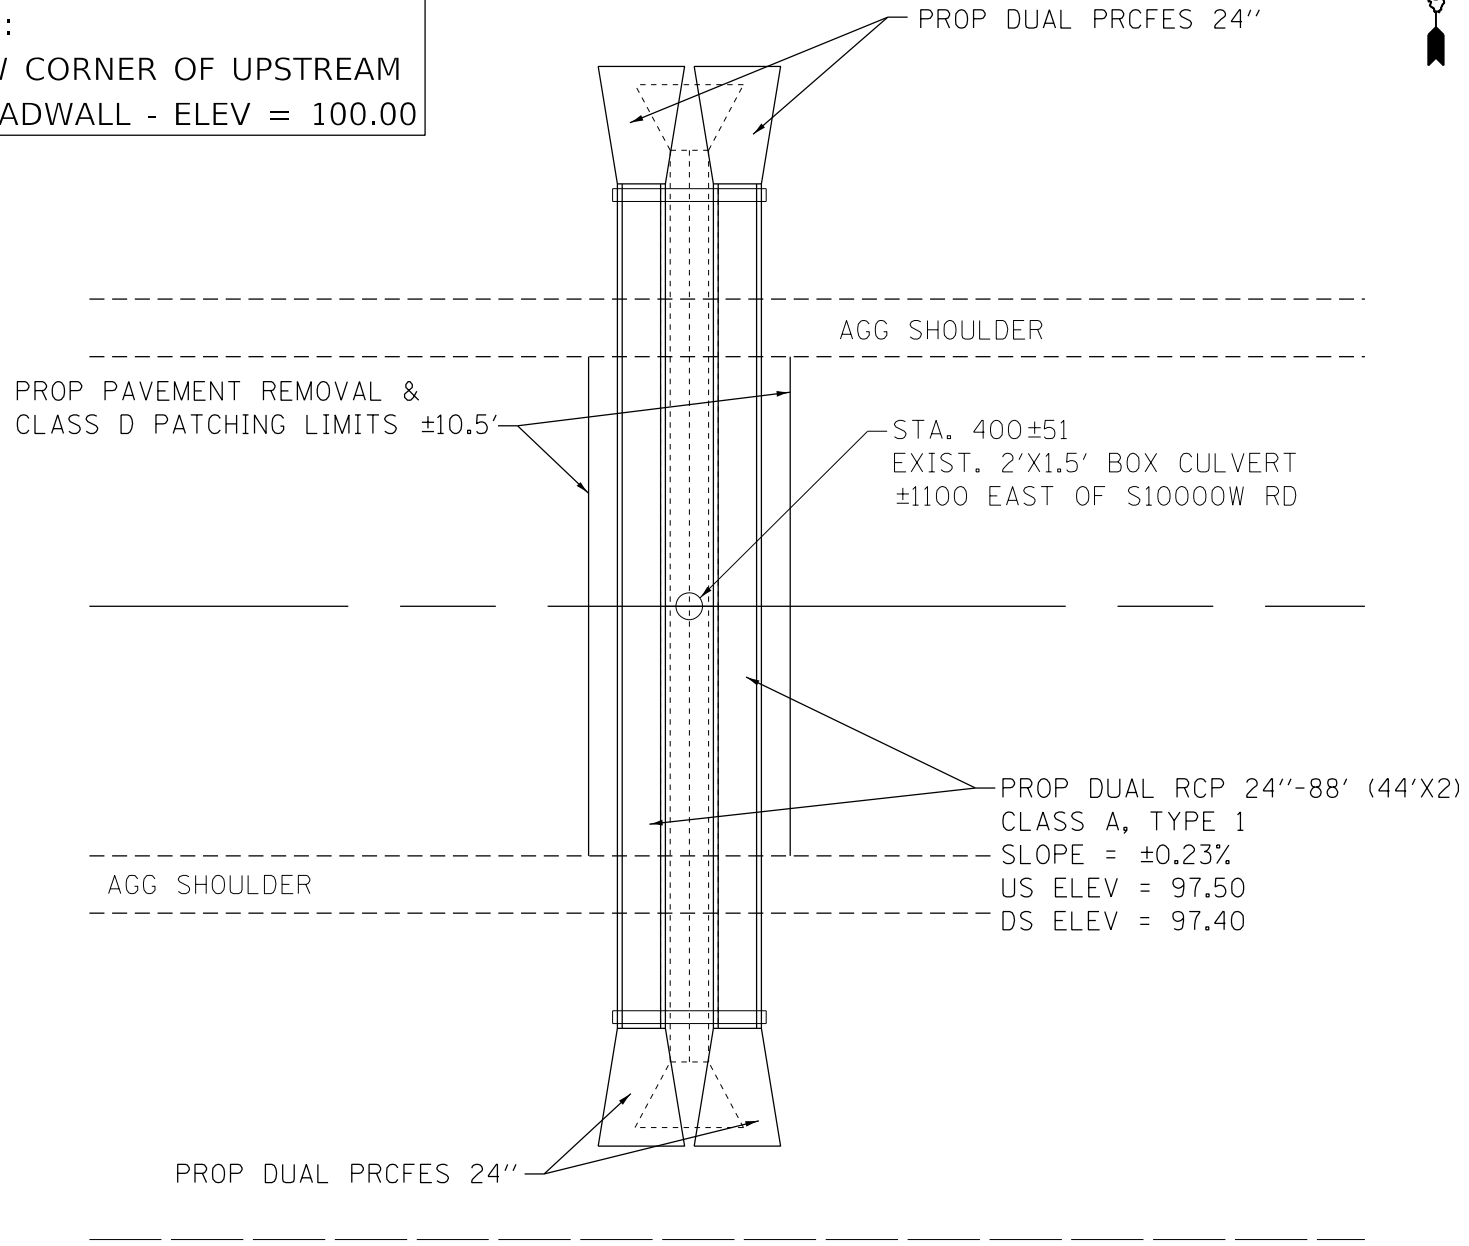 :
CORNER OF UPSTREAM
ADWALL - ELEV = 100.00
PROP DUAL PRCFES 24''
AGG SHOULDER
PROP PAVEMENT REMOVAL &
CLASS D PATCHING LIMITS ±10.5'
STA. 400±51
EXIST. 2'X1.5' BOX CULVERT
±1100 EAST OF S10000W RD
PROP DUAL RCP 24''-88' (44'X2)
CLASS A, TYPE 1
SLOPE = ±0.23%
US ELEV = 97.50
DS ELEV = 97.40
AGG SHOULDER
PROP DUAL PRCFES 24''